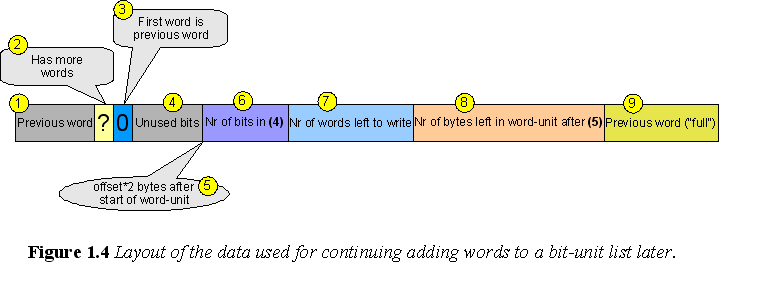 3
First word is
previous word
2
Has more
words
1
4
6
7
8
9
Previous word
?
0
Unused bits
Nr of bits in (4)
Nr of words left to write
Nr of bytes left in word-unit after (5)
Previous word ("full")
offset*2 bytes after
start of word-unit
5
Figure 1.4 Layout of the data used for continuing adding words to a bit-unit list later.